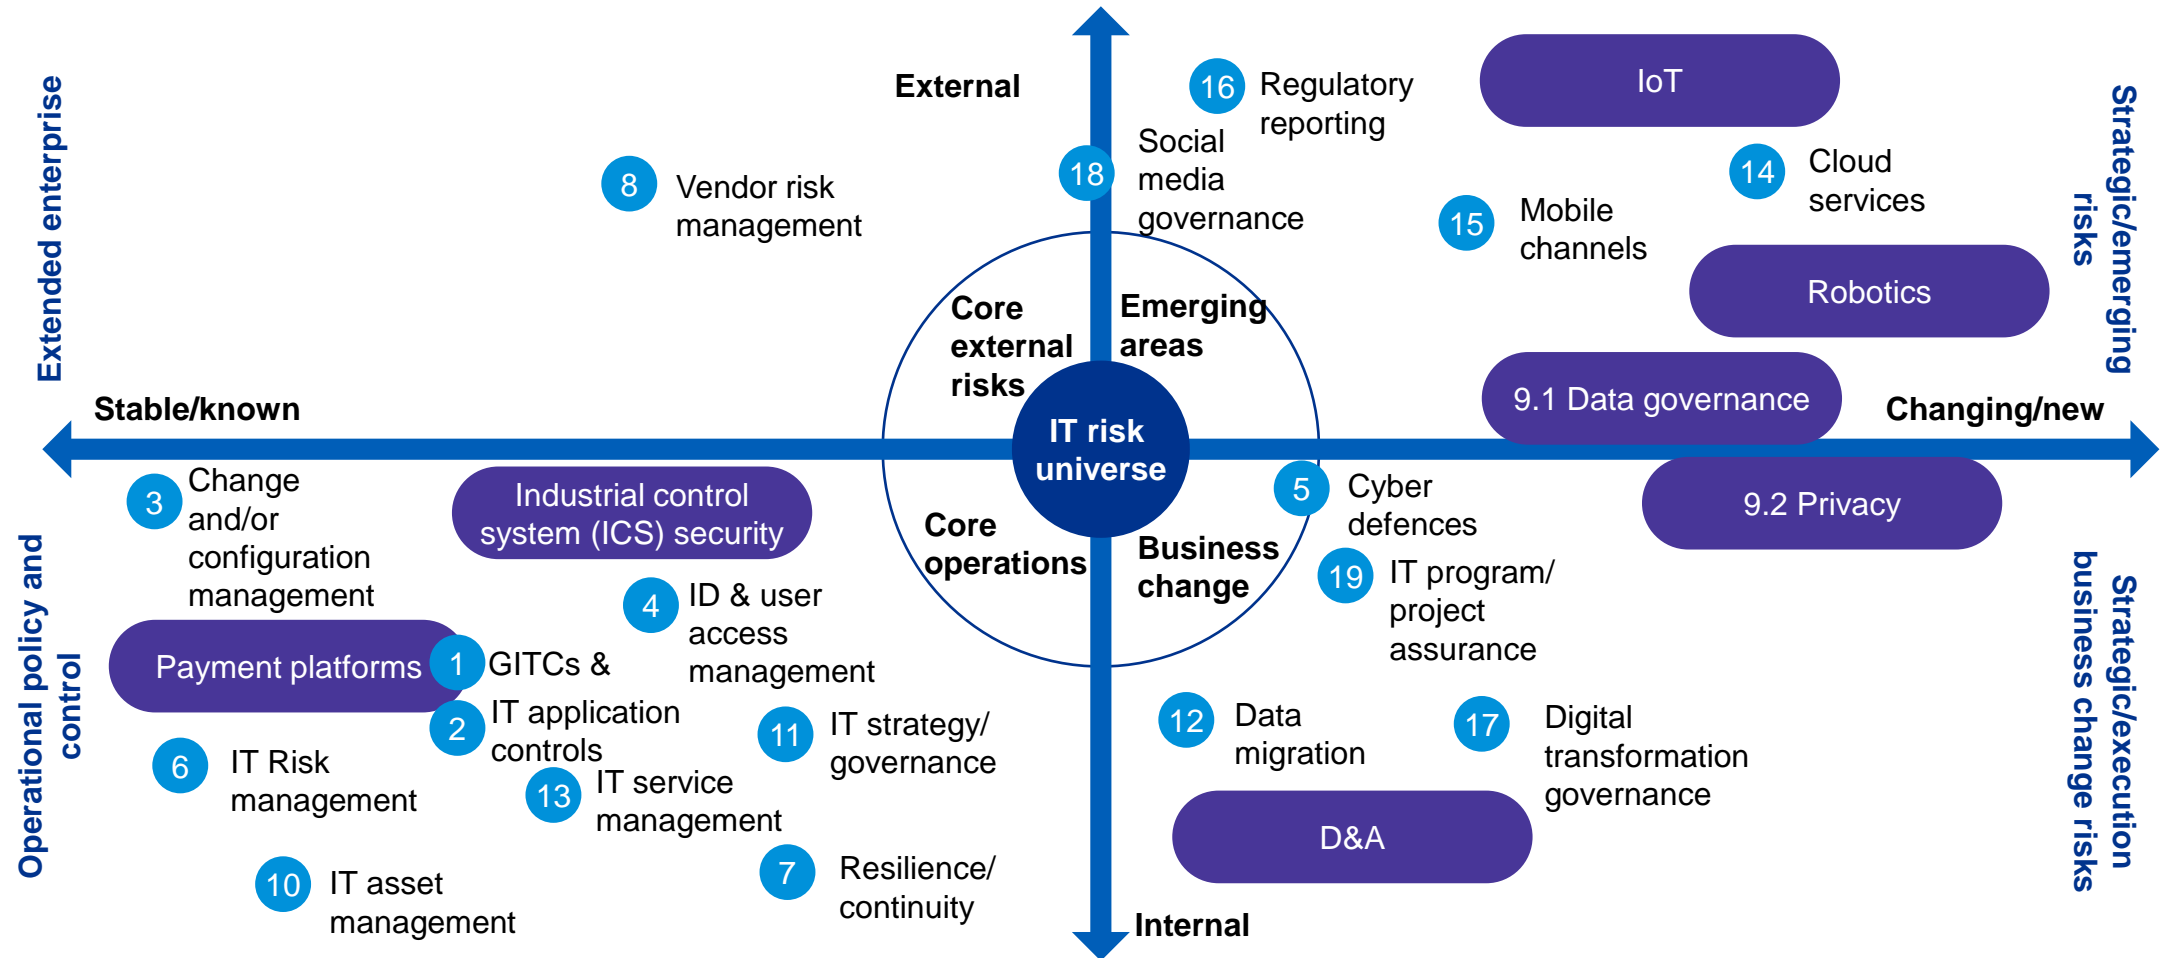 External
16
Regulatory
reporting
IoT
Extended enterprise
Strategic/emerging
risks
8
Vendor risk
management
18
Social
media
governance
14
Cloud
services
15
Mobile
channels
Robotics
Core
external
risks
Emerging
areas
9.1 Data governance
Stable/known
Changing/new
IT risk
universe
3
Change
and/or
configuration
management
Industrial control
system (ICS) security
5
Cyber
defences
9.2 Privacy
Core
operations
Business
change
19
IT program/
project
assurance
Operational policy and
control
Strategic/execution
business change risks
4
ID & user
access
management
Payment platforms
1
GITCs &
2
IT application
controls
11
IT strategy/
governance
12
Data
migration
17
Digital
transformation
governance
6
IT Risk
management
13
IT service
management
D&A
10
IT asset
management
7
Resilience/
continuity
Internal